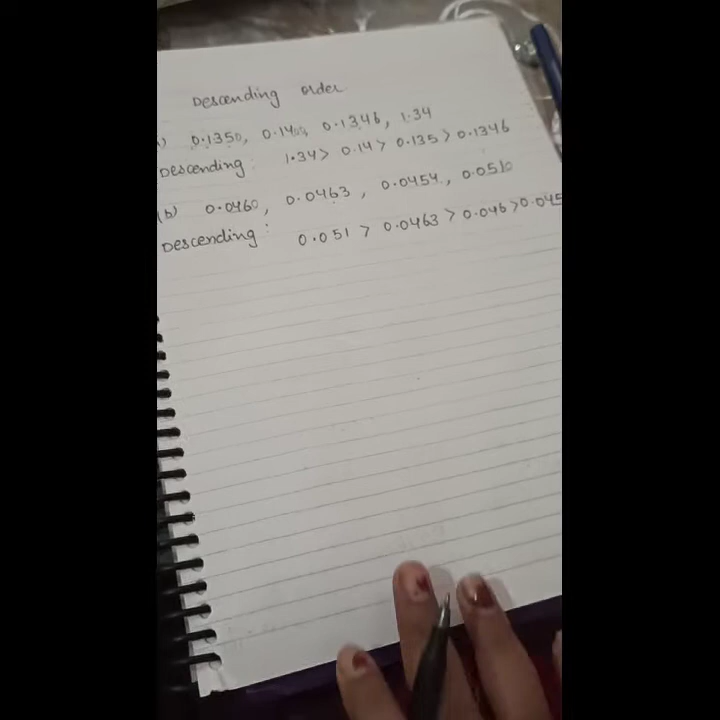 Descending order
) 0.1350, 0.1400, 0.1346, 1.34
Descending: 1.34 > 0.14 > 0.135 > 0.1346
(b) 0.0460, 0.0463, 0.0454, 0.0510
Descending: 0.051 > 0.0463 > 0.046 > 0.045